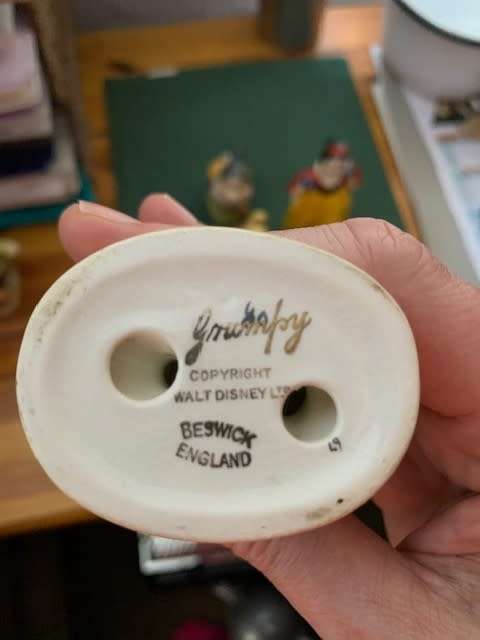 Grumpy
COPYRIGHT
WALT DISNEY LTD
BESWICK
ENGLAND